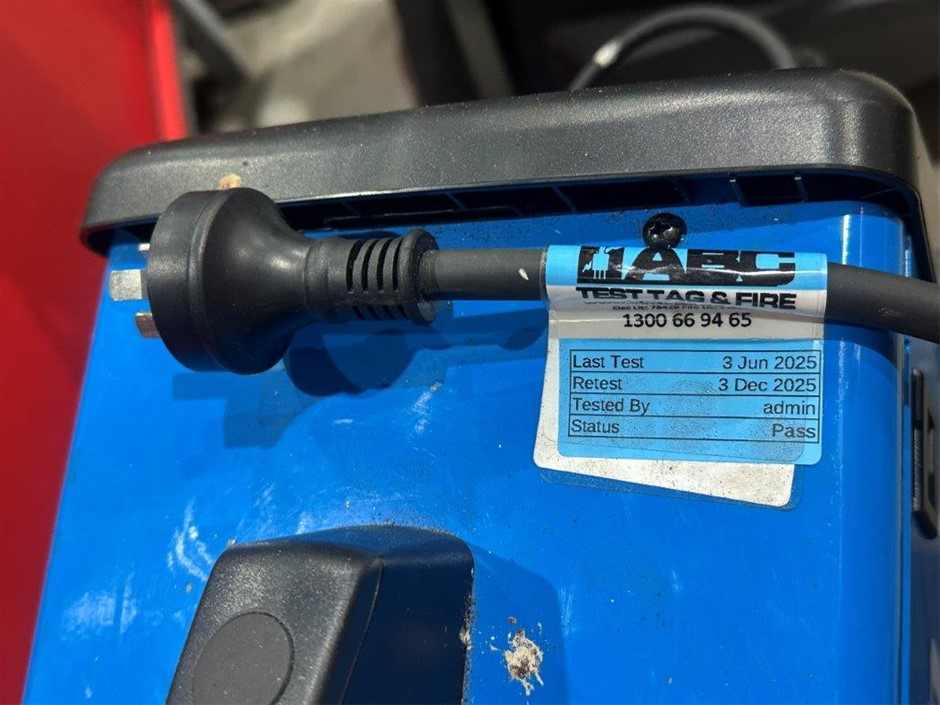 ABC
TEST TAG & FIRE
1300 66 94 65
Last Test 3 Jun 2025
Retest 3 Dec 2025
Tested By admin
Status Pass